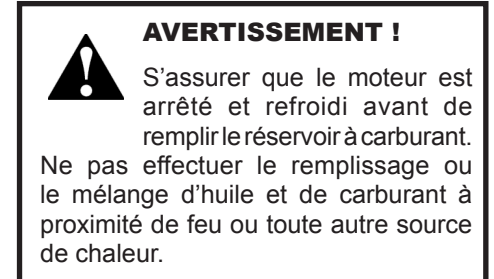 AVERTISSEMENT !
S’assurer que le moteur est
arrêté et refroidi avant de
remplir le réservoir à carburant.
Ne pas effectuer le remplissage ou
le mélange d’huile et de carburant à
proximité de feu ou toute autre source
de chaleur.